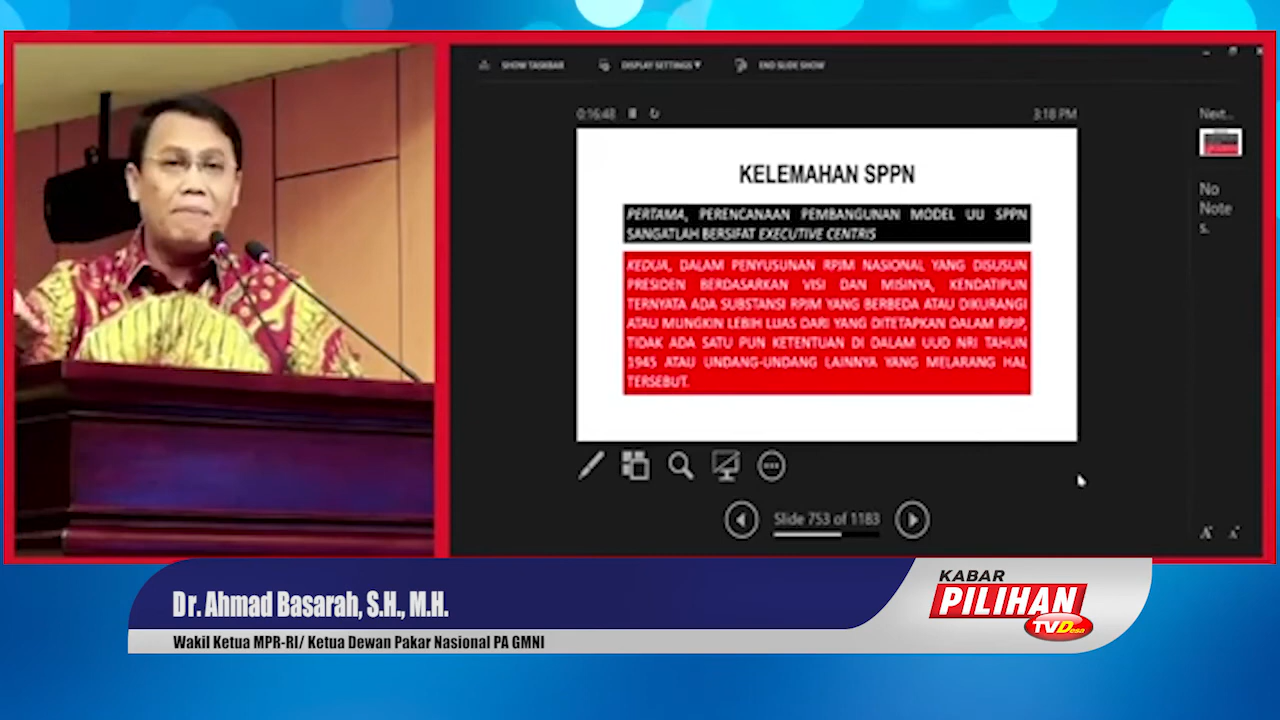 SHOW TASKBAR
DISPLAY SETTINGS
END SLIDE SHOW
0:16:48
3:18 PM
Next...
KELEMAHAN SPPN
PERTAMA, PERENCANAAN PEMBANGUNAN MODEL UU SPPN
SANGATLAH BERSIFAT EXECUTIVE CENTRIS
KEDUA, DALAM PENYUSUNAN RPJM NASIONAL YANG DISUSUN
PRESIDEN BERDASARKAN VISI DAN MISINYA, KENDATIPUN
TERNYATA ADA SUBSTANSI RPJM YANG BERBEDA ATAU DIKURANGI
ATAU MUNGKIN LEBIH LUAS DARI YANG DITETAPKAN DALAM RPJP,
TIDAK ADA SATU PUN KETENTUAN DI DALAM UUD NRI TAHUN
1945 ATAU UNDANG-UNDANG LAINNYA YANG MELARANG HAL
TERSEBUT.
No
Note
s.
Slide 753 of 1183
A A
Dr. Ahmad Basarah, S.H., M.H.
Wakil Ketua MPR-RI/ Ketua Dewan Pakar Nasional PA GMNI
KABAR
PILIHAN
TVDesa